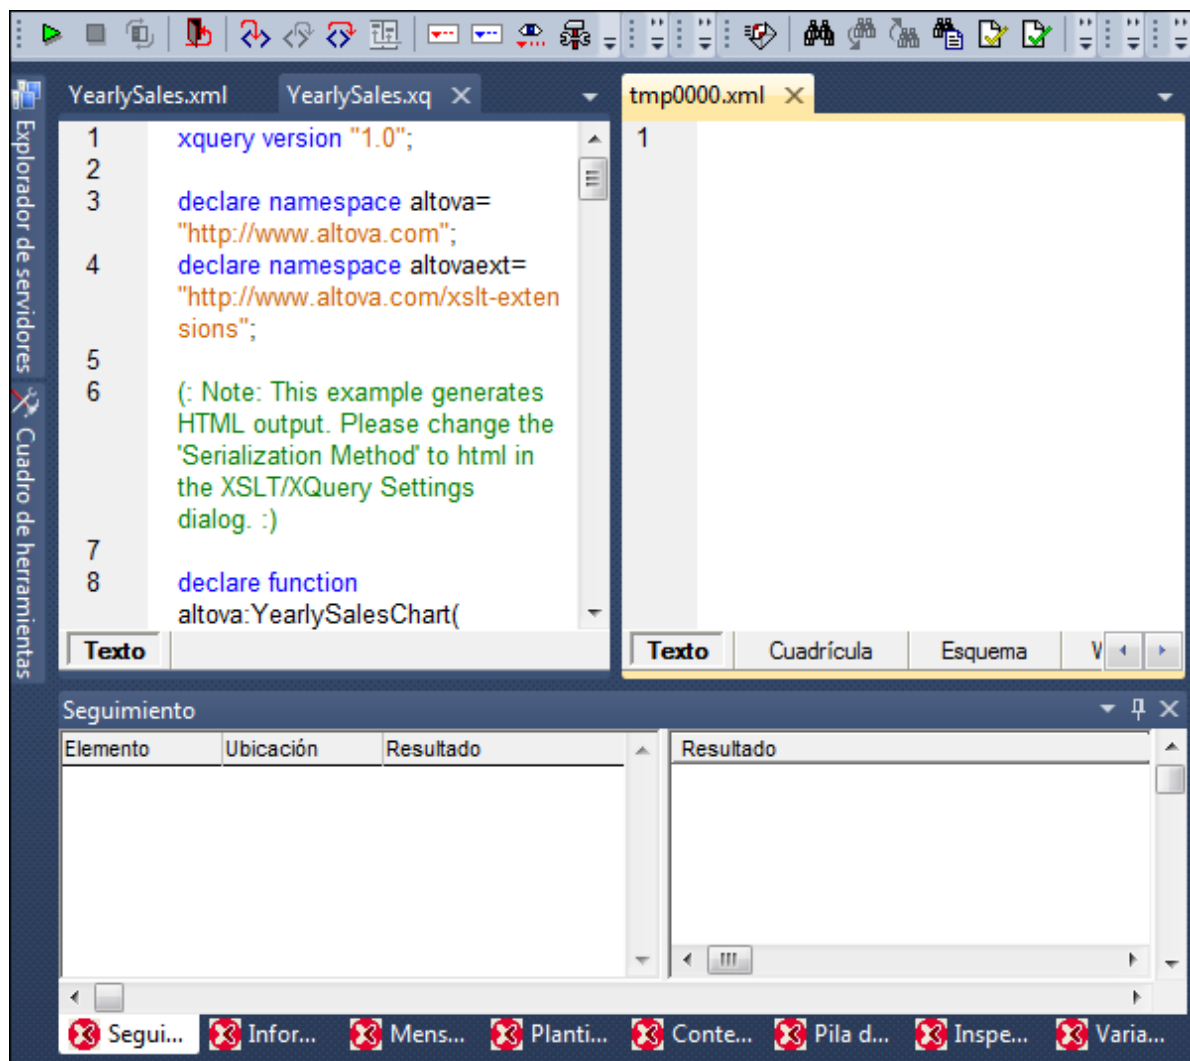 YearlySales.xml YearlySales.xq
tmp0000.xml
Explorador de servidores
Cuadro de herramientas
1 xquery version "1.0";
2
3 declare namespace altova=
"http://www.altova.com";
4 declare namespace altovaext=
"http://www.altova.com/xslt-exten
sions";
5
6 (: Note: This example generates
HTML output. Please change the
'Serialization Method' to html in
the XSLT/XQuery Settings
dialog. :)
7
8 declare function
altova:YearlySalesChart(
Texto
1
Texto Cuadrícula Esquema
Seguimiento
Elemento Ubicación Resultado
Resultado
Segui... Infor... Mens... Planti... Conte... Pila d... Inspe... Varia...